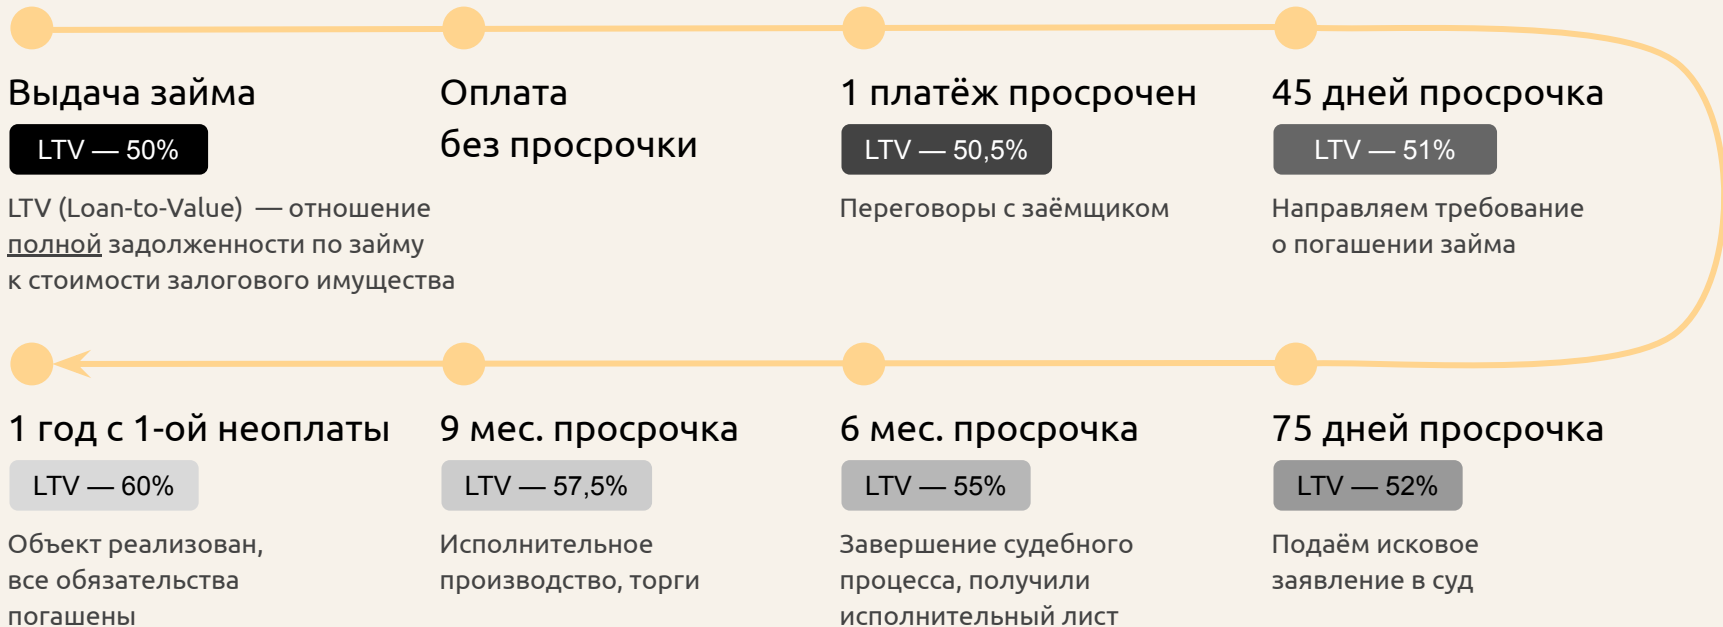 Выдача займа
LTV — 50%
LTV (Loan-to-Value) — отношение
полной задолженности по займу
к стоимости залогового имущества
Оплата
без просрочки
1 платёж просрочен
LTV — 50,5%
Переговоры с заёмщиком
45 дней просрочка
LTV — 51%
Направляем требование
о погашении займа
1 год с 1-ой неоплаты
LTV — 60%
Объект реализован,
все обязательства
погашены
9 мес. просрочка
LTV — 57,5%
Исполнительное
производство, торги
6 мес. просрочка
LTV — 55%
Завершение судебного
процесса, получили
исполнительный лист
75 дней просрочка
LTV — 52%
Подаём исковое
заявление в суд